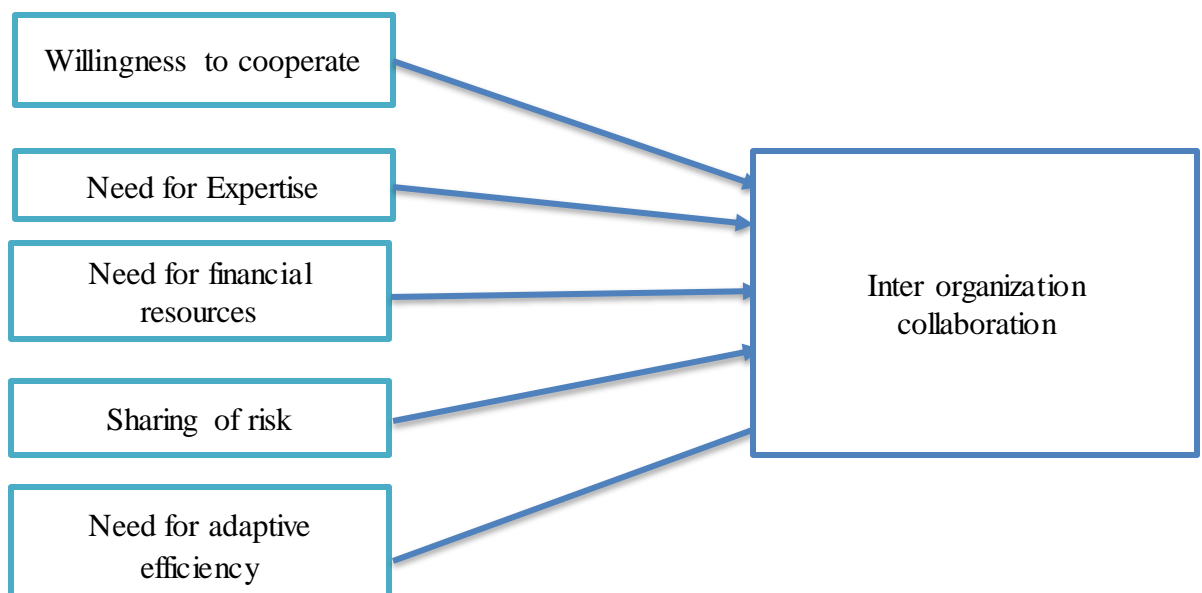 Willingness to cooperate
Need for Expertise
Need for financial
resources
Sharing of risk
Need for adaptive
efficiency
Inter organization
collaboration